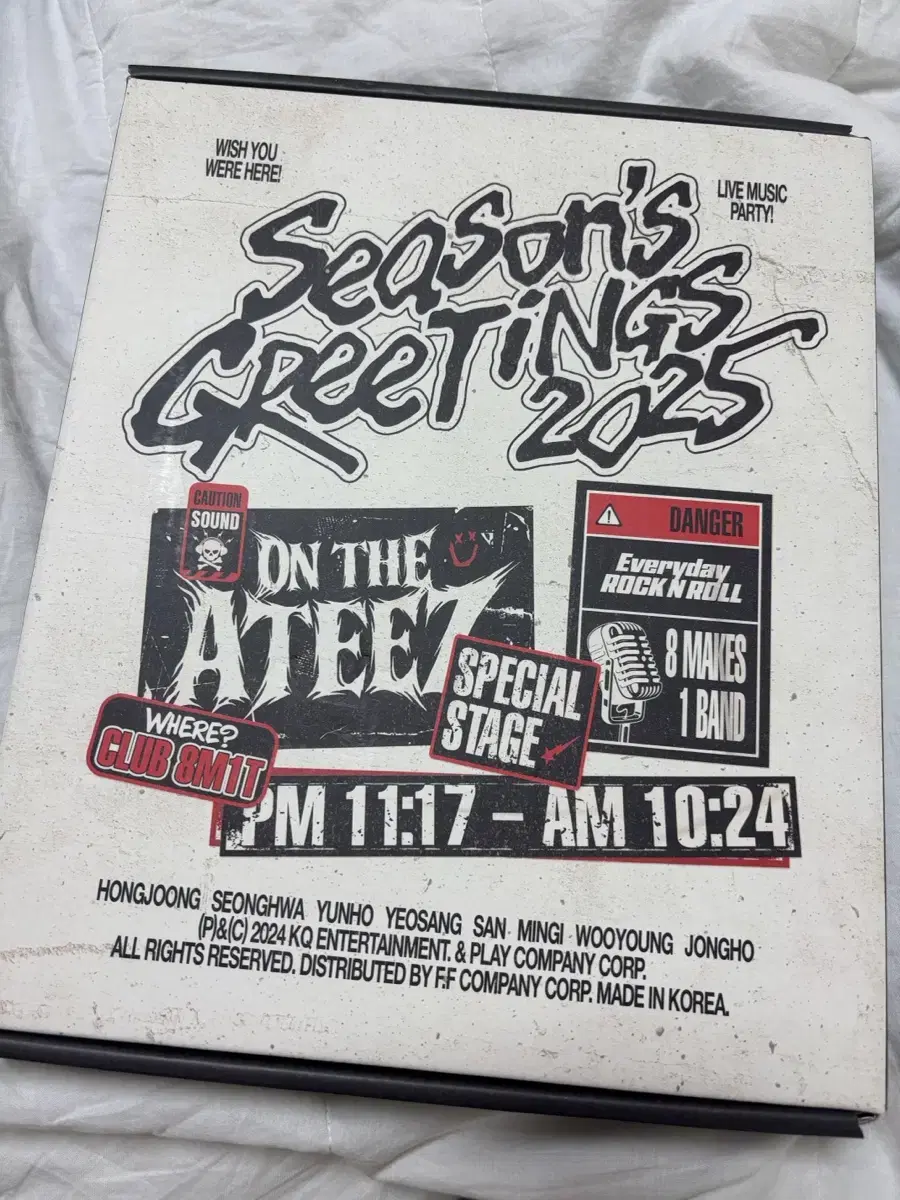 WISH YOU
WERE HERE!
LIVE MUSIC
PARTY!
Season's
GReeTiNGS
2025
CAUTION
SOUND
ON THE
ATEEZ
DANGER
Everyday
ROCK N ROLL
8 MAKES
1 BAND
SPECIAL
STAGE
WHERE?
CLUB 8M1T
PM 11:17 - AM 10:24
HONGJOONG SEONGHWA YUNHO YEOSANG SAN MINGI WOOYOUNG JONGHO
(P)&(C) 2024 KQ ENTERTAINMENT. & PLAY COMPANY CORP.
ALL RIGHTS RESERVED. DISTRIBUTED BY F.F COMPANY CORP. MADE IN KOREA.